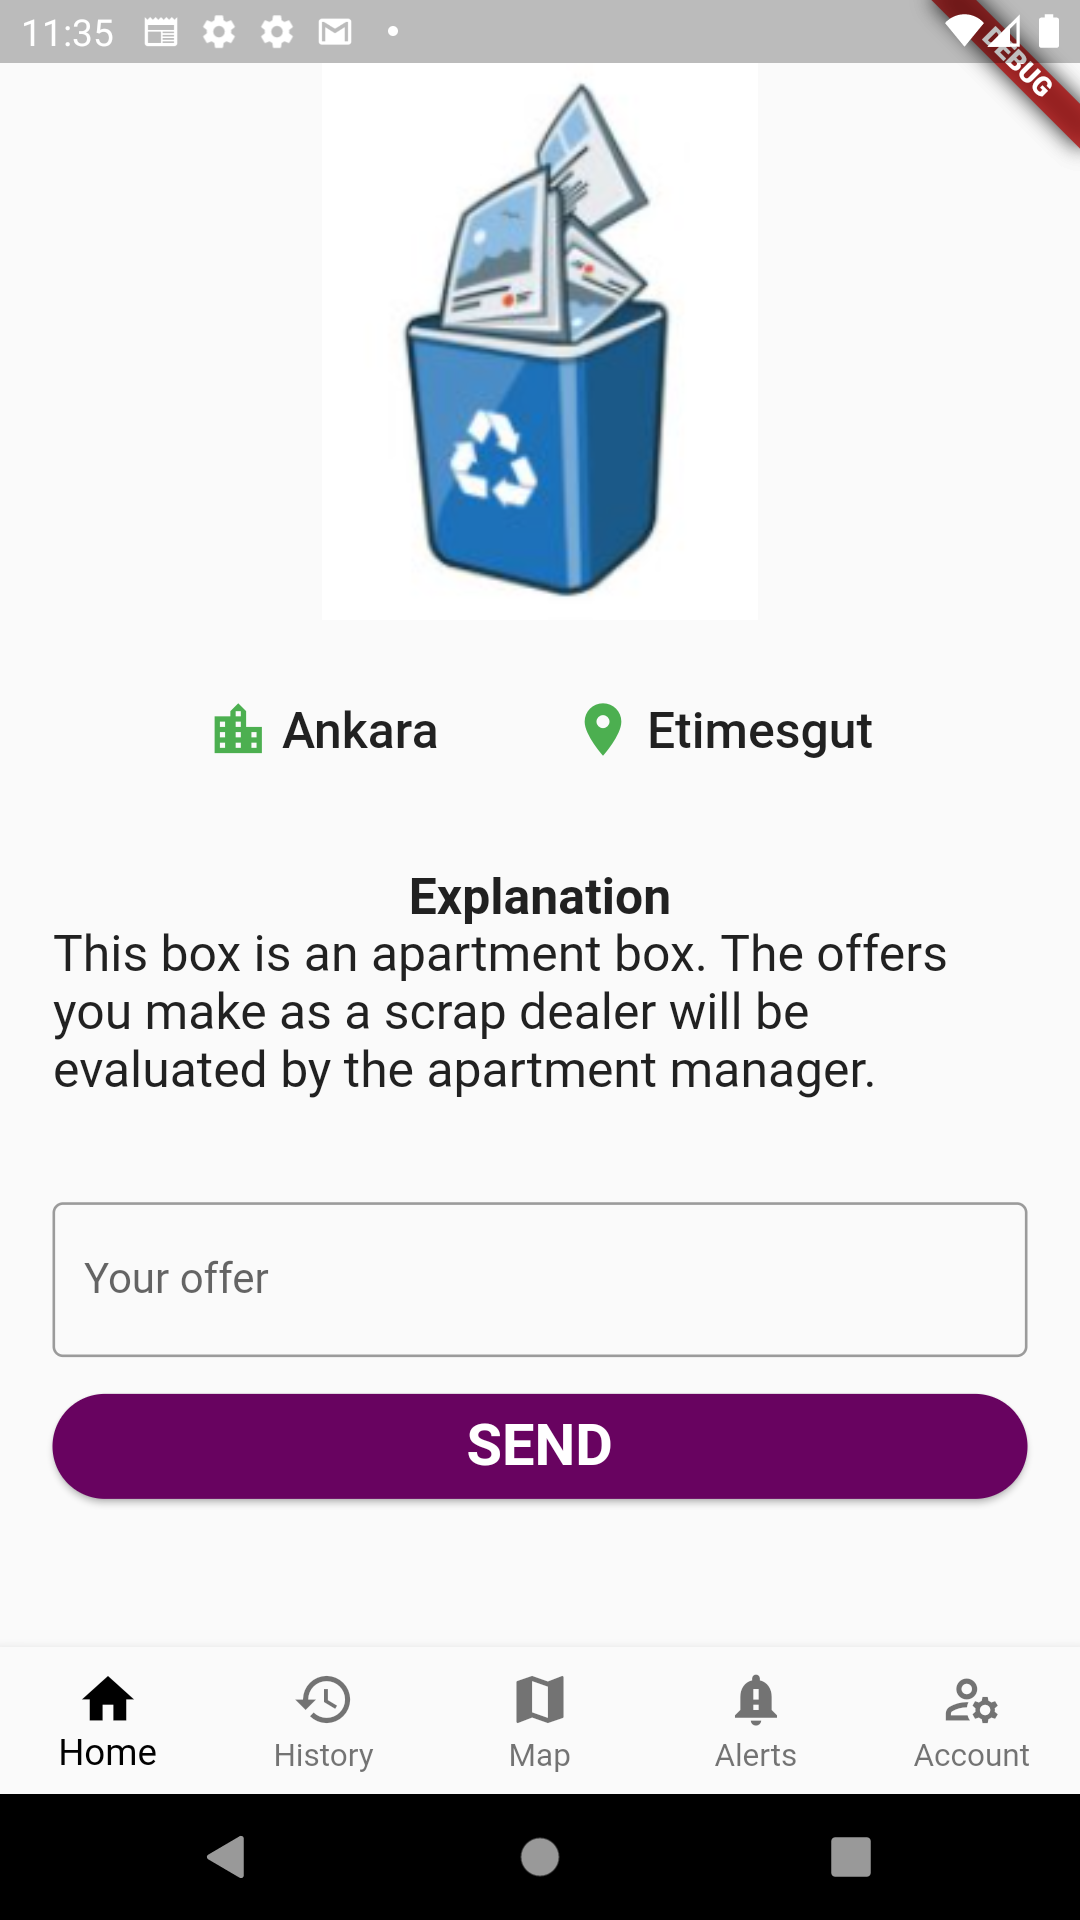 11:35
DEBUG
Ankara
Etimesgut
Explanation
This box is an apartment box. The offers
you make as a scrap dealer will be
evaluated by the apartment manager.
Your offer
SEND
Home
History
Map
Alerts
Account